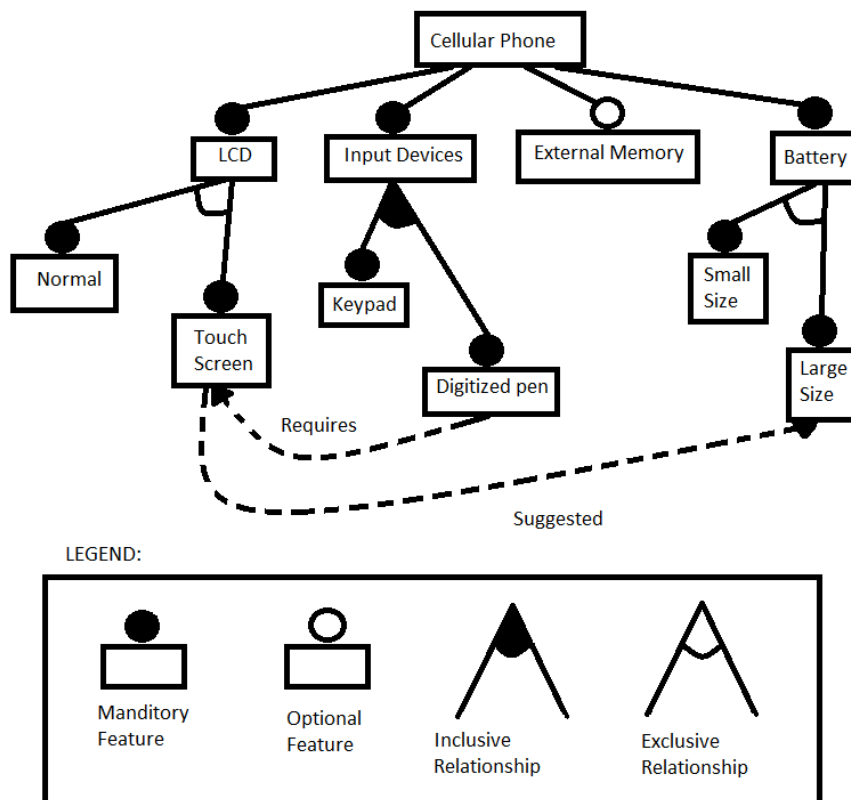 Cellular Phone
LCD
Input Devices
External Memory
Battery
Normal
Keypad
Small
Size
Touch
Screen
Digitized pen
Large
Size
Requires
Suggested
LEGEND:
Manditory
Feature
Optional
Feature
Inclusive
Relationship
Exclusive
Relationship